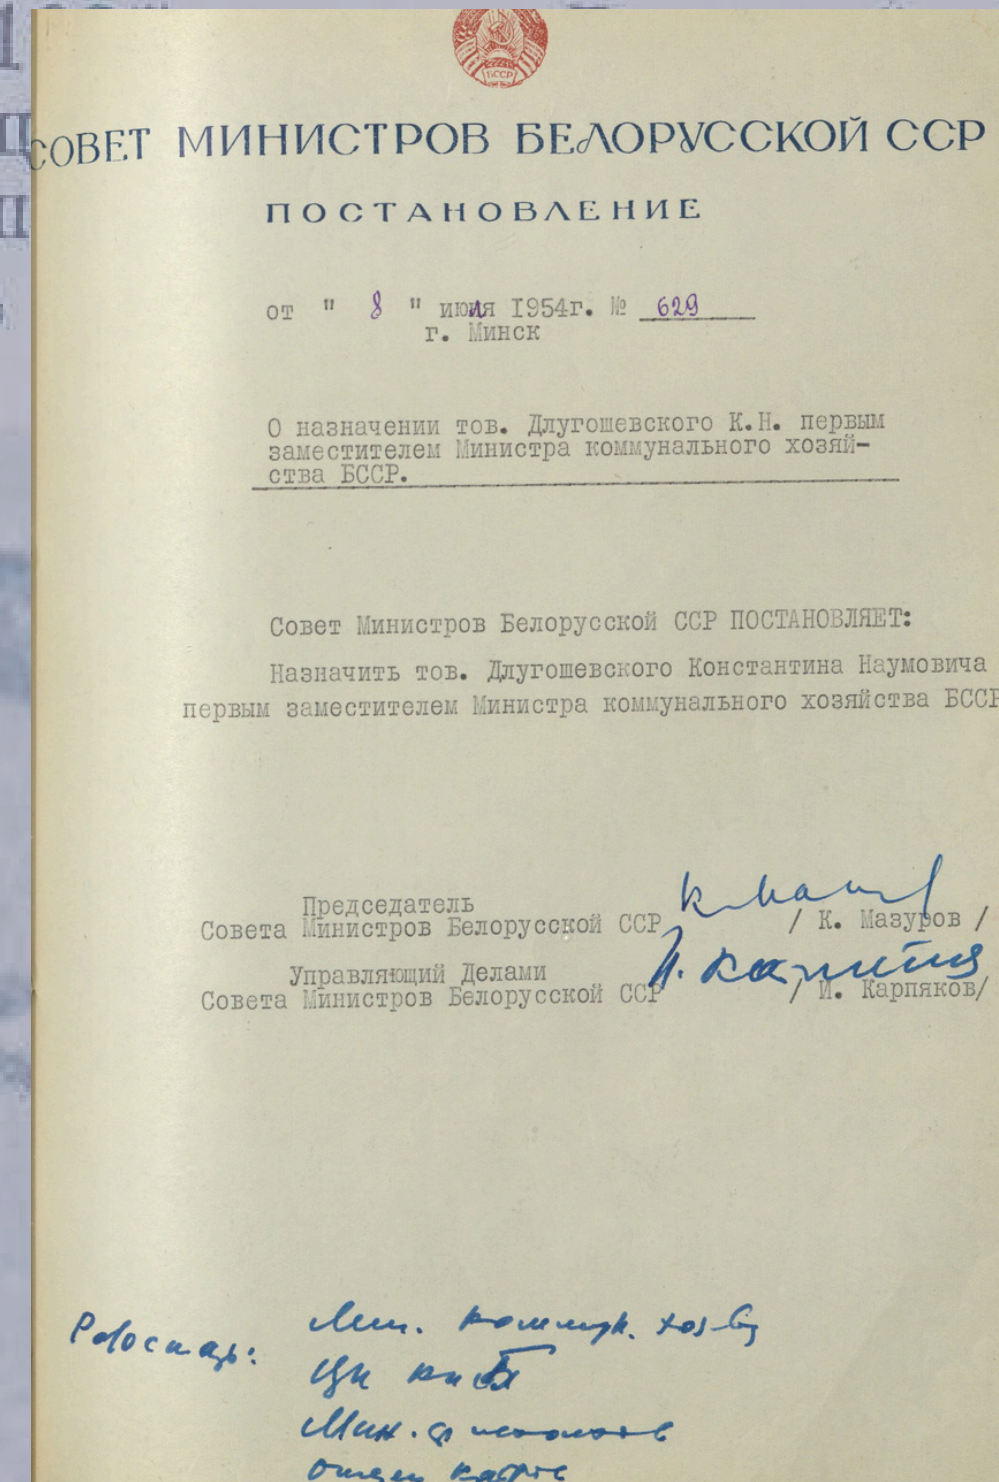 БССР
СОВЕТ МИНИСТРОВ БЕЛОРУССКОЙ ССР
ПОСТАНОВЛЕНИЕ
от " 8 " июля 1954г. № 629
г. Минск
О назначении тов. Длугошевского К.Н. первым
заместителем Министра коммунального хозяй-
ства БССР.
Совет Министров Белорусской ССР ПОСТАНОВЛЯЕТ:
Назначить тов. Длугошевского Константина Наумовича
первым заместителем Министра коммунального хозяйства БССР
Председатель
Совета Министров Белорусской ССР / К. Мазуров /
Управляющий Делами
Совета Министров Белорусской ССР / И. Карпяков/
Разослать: Мин. коммун. хоз-ву
ЦК КПБ
Мин. финансов